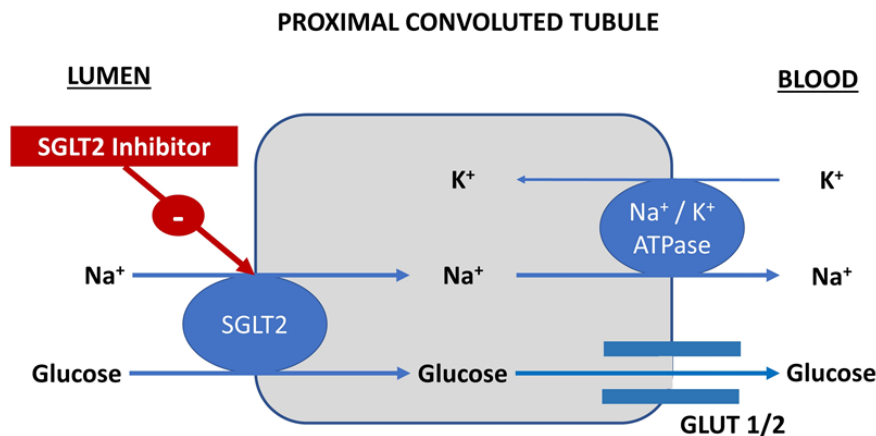 PROXIMAL CONVOLUTED TUBULE
LUMEN
BLOOD
SGLT2 Inhibitor
-
K⁺
K⁺
Na⁺ / K⁺
ATPase
Na⁺
Na⁺
Na⁺
SGLT2
Glucose
Glucose
Glucose
GLUT 1/2